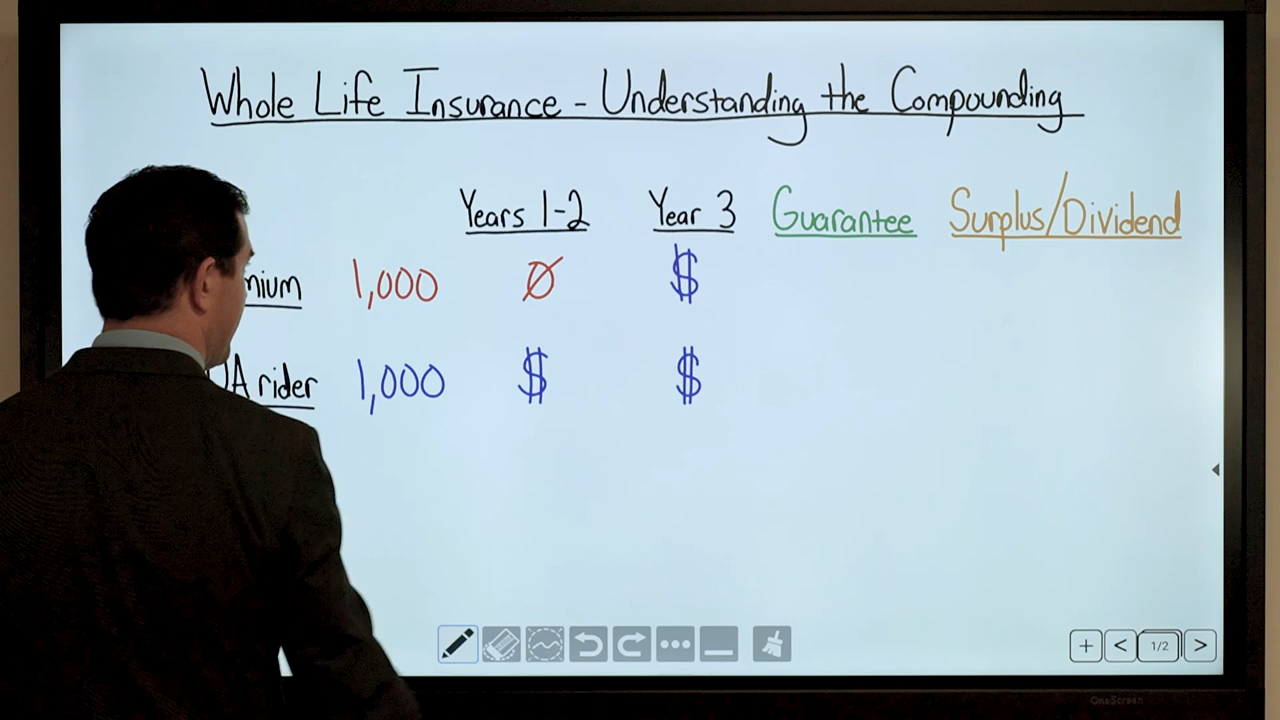 Whole Life Insurance - Understanding the Compounding
Years 1-2 Year 3 Guarantee Surplus/Dividend
1,000 Ø $
rider 1,000 $ $
+ < 1/2 >
OneScreen